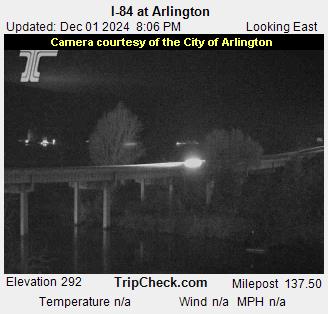 I-84 at Arlington
Updated: Dec 01 2024 8:06 PM Looking East
Camera courtesy of the City of Arlington
Elevation 292 TripCheck.com Milepost 137.50
Temperature n/a Wind n/a MPH n/a